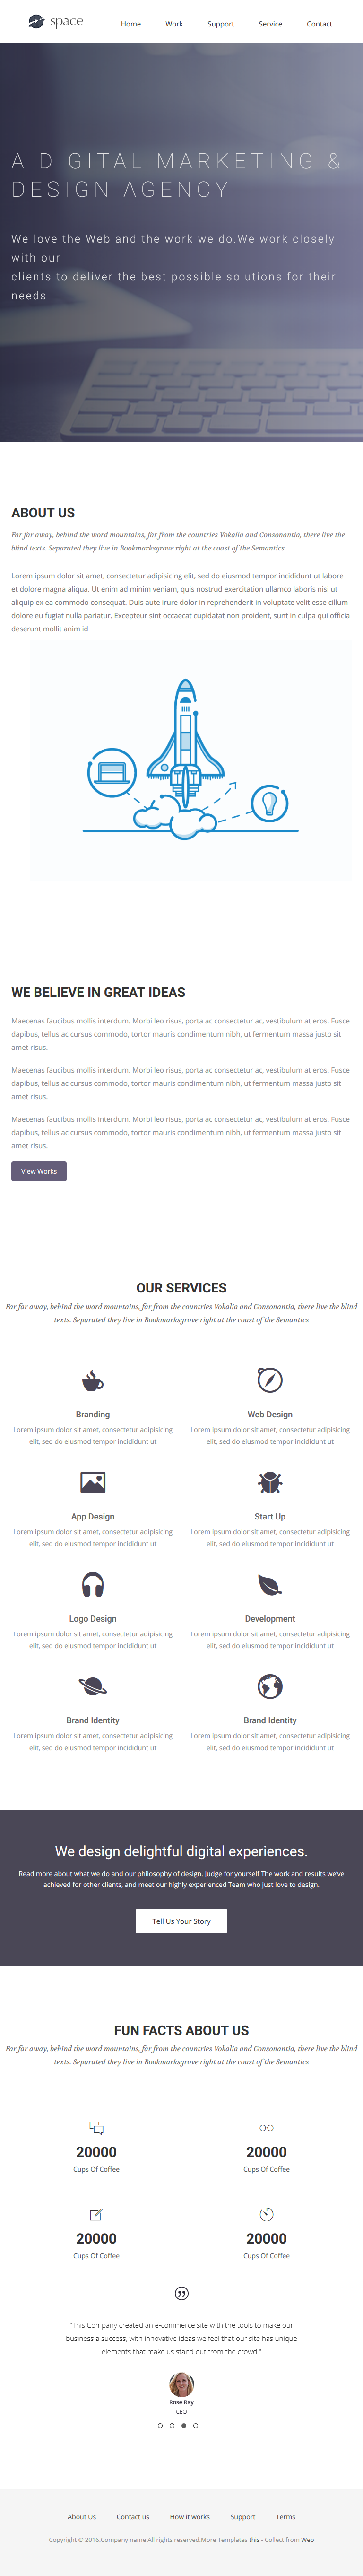 space
Home Work Support Service Contact
A DIGITAL MARKETING &
DESIGN AGENCY
We love the Web and the work we do.We work closely
with our
clients to deliver the best possible solutions for their
needs
ABOUT US
Far far away, behind the word mountains, far from the countries Vokalia and Consonantia, there live the
blind texts. Separated they live in Bookmarksgrove right at the coast of the Semantics
Lorem ipsum dolor sit amet, consectetur adipisicing elit, sed do eiusmod tempor incididunt ut labore
et dolore magna aliqua. Ut enim ad minim veniam, quis nostrud exercitation ullamco laboris nisi ut
aliquip ex ea commodo consequat. Duis aute irure dolor in reprehenderit in voluptate velit esse cillum
dolore eu fugiat nulla pariatur. Excepteur sint occaecat cupidatat non proident, sunt in culpa qui officia
deserunt mollit anim id
WE BELIEVE IN GREAT IDEAS
Maecenas faucibus mollis interdum. Morbi leo risus, porta ac consectetur ac, vestibulum at eros. Fusce
dapibus, tellus ac cursus commodo, tortor mauris condimentum nibh, ut fermentum massa justo sit
amet risus.
Maecenas faucibus mollis interdum. Morbi leo risus, porta ac consectetur ac, vestibulum at eros. Fusce
dapibus, tellus ac cursus commodo, tortor mauris condimentum nibh, ut fermentum massa justo sit
amet risus.
Maecenas faucibus mollis interdum. Morbi leo risus, porta ac consectetur ac, vestibulum at eros. Fusce
dapibus, tellus ac cursus commodo, tortor mauris condimentum nibh, ut fermentum massa justo sit
amet risus.
View Works
OUR SERVICES
Far far away, behind the word mountains, far from the countries Vokalia and Consonantia, there live the blind
texts. Separated they live in Bookmarksgrove right at the coast of the Semantics
Branding
Lorem ipsum dolor sit amet, consectetur adipisicing
elit, sed do eiusmod tempor incididunt ut
Web Design
Lorem ipsum dolor sit amet, consectetur adipisicing
elit, sed do eiusmod tempor incididunt ut
App Design
Lorem ipsum dolor sit amet, consectetur adipisicing
elit, sed do eiusmod tempor incididunt ut
Start Up
Lorem ipsum dolor sit amet, consectetur adipisicing
elit, sed do eiusmod tempor incididunt ut
Logo Design
Lorem ipsum dolor sit amet, consectetur adipisicing
elit, sed do eiusmod tempor incididunt ut
Development
Lorem ipsum dolor sit amet, consectetur adipisicing
elit, sed do eiusmod tempor incididunt ut
Brand Identity
Lorem ipsum dolor sit amet, consectetur adipisicing
elit, sed do eiusmod tempor incididunt ut
Brand Identity
Lorem ipsum dolor sit amet, consectetur adipisicing
elit, sed do eiusmod tempor incididunt ut
We design delightful digital experiences.
Read more about what we do and our philosophy of design. Judge for yourself The work and results we've
achieved for other clients, and meet our highly experienced Team who just love to design.
Tell Us Your Story
FUN FACTS ABOUT US
Far far away, behind the word mountains, far from the countries Vokalia and Consonantia, there live the blind
texts. Separated they live in Bookmarksgrove right at the coast of the Semantics
20000
Cups Of Coffee
20000
Cups Of Coffee
20000
Cups Of Coffee
20000
Cups Of Coffee
"This Company created an e-commerce site with the tools to make our
business a success, with innovative ideas we feel that our site has unique
elements that make us stand out from the crowd."
Rose Ray
CEO
About Us Contact us How it works Support Terms
Copyright © 2016.Company name All rights reserved.More Templates this - Collect from Web